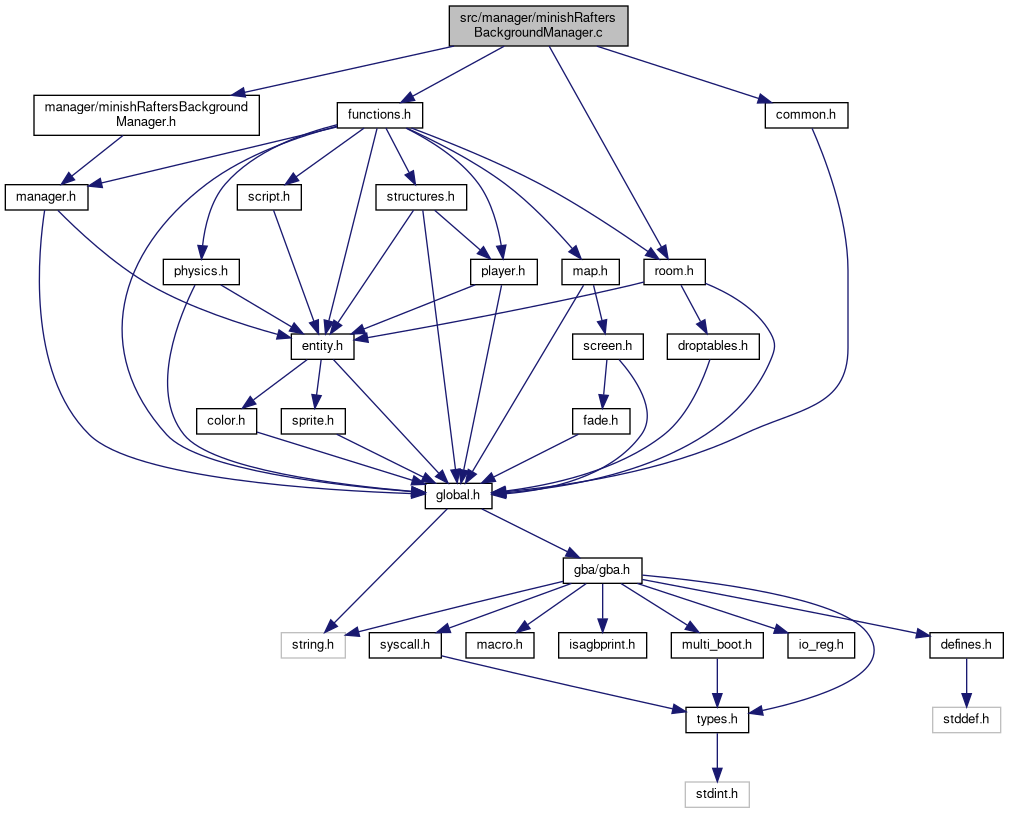 src/manager/minishRafters
BackgroundManager.c
manager/minishRaftersBackground
Manager.h
functions.h
common.h
manager.h
script.h
structures.h
physics.h
player.h
map.h
room.h
entity.h
screen.h
droptables.h
color.h
sprite.h
fade.h
global.h
gba/gba.h
string.h
syscall.h
macro.h
isagbprint.h
multi_boot.h
io_reg.h
defines.h
types.h
stddef.h
stdint.h